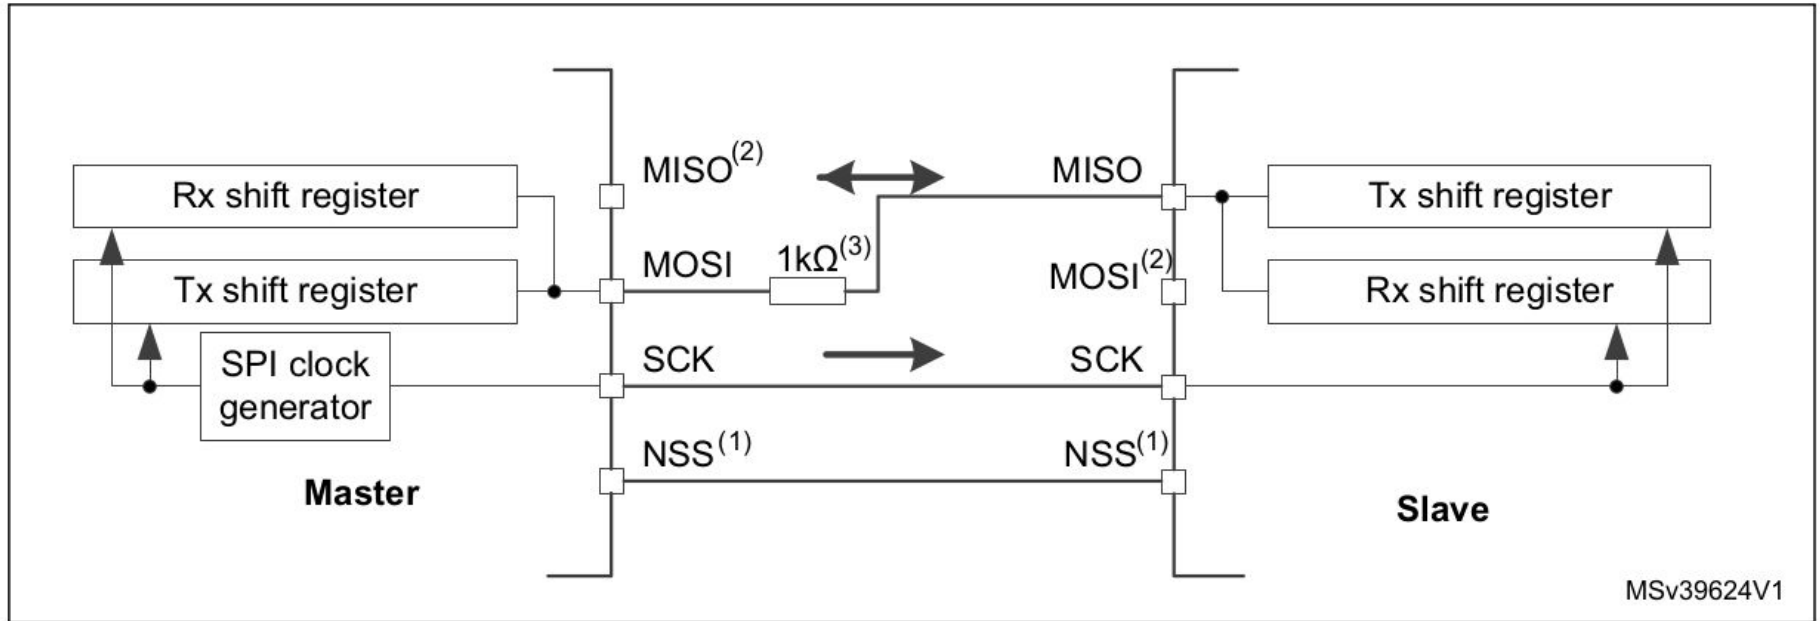 MISO(2)
MISO
Rx shift register
Tx shift register
MOSI
1kΩ(3)
MOSI(2)
Tx shift register
Rx shift register
SPI clock
generator
SCK
SCK
NSS(1)
NSS(1)
Master
Slave
MSv39624V1